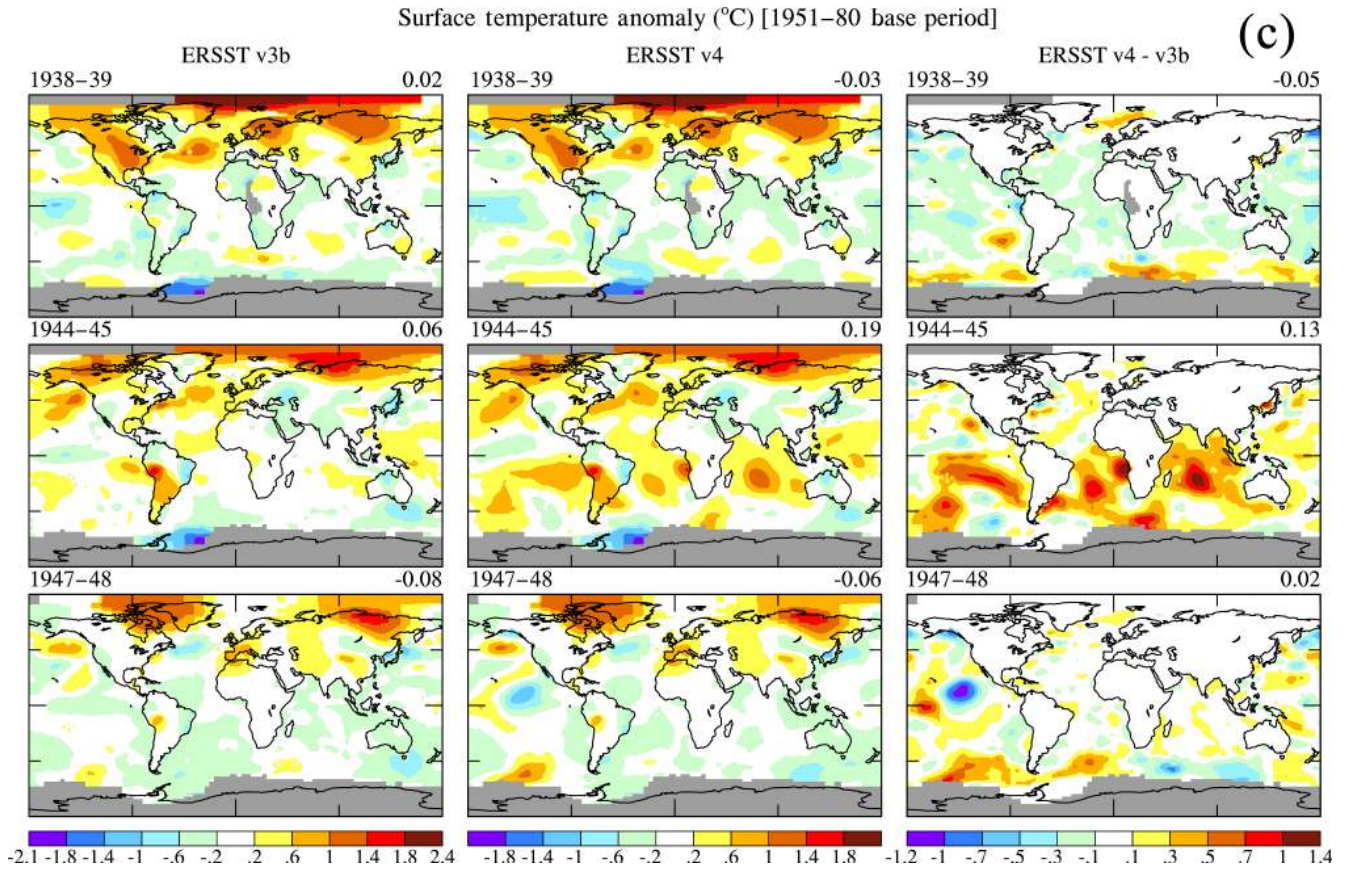 Surface temperature anomaly (°C) [1951−80 base period]
(c)
ERSST v3b
ERSST v4
ERSST v4 - v3b
1938−39 0.02
1938−39 -0.03
1938−39 -0.05
1944−45 0.06
1944−45 0.19
1944−45 0.13
1947−48 -0.08
1947−48 -0.06
1947−48 0.02
-2.1 -1.8 -1.4 -1 -.6 -.2 .2 .6 1 1.4 1.8 2.4
-1.8 -1.4 -1 -.6 -.2 .2 .6 1 1.4 1.8
-1.2 -1 -.7 -.5 -.3 -.1 .1 .3 .5 .7 1 1.4